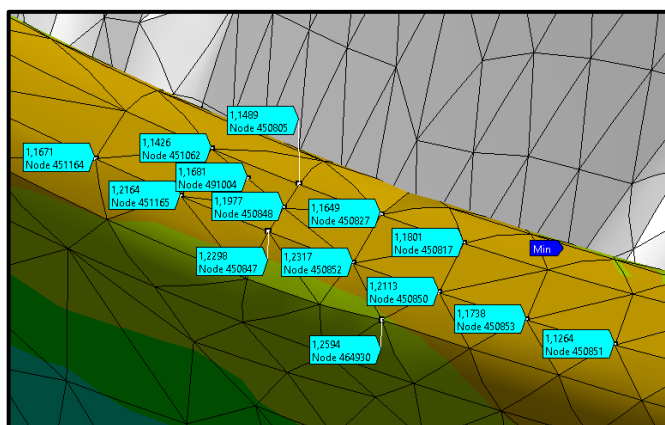 1,1489
Node 450805
1,1426
Node 451062
1,1671
Node 451164
1,1681
Node 491004
1,2164
Node 451165
1,1977
Node 450848
1,1649
Node 450827
1,1801
Node 450817
Min
1,2298
Node 450847
1,2317
Node 450852
1,2113
Node 450850
1,1738
Node 450853
1,1264
Node 450851
1,2594
Node 464930